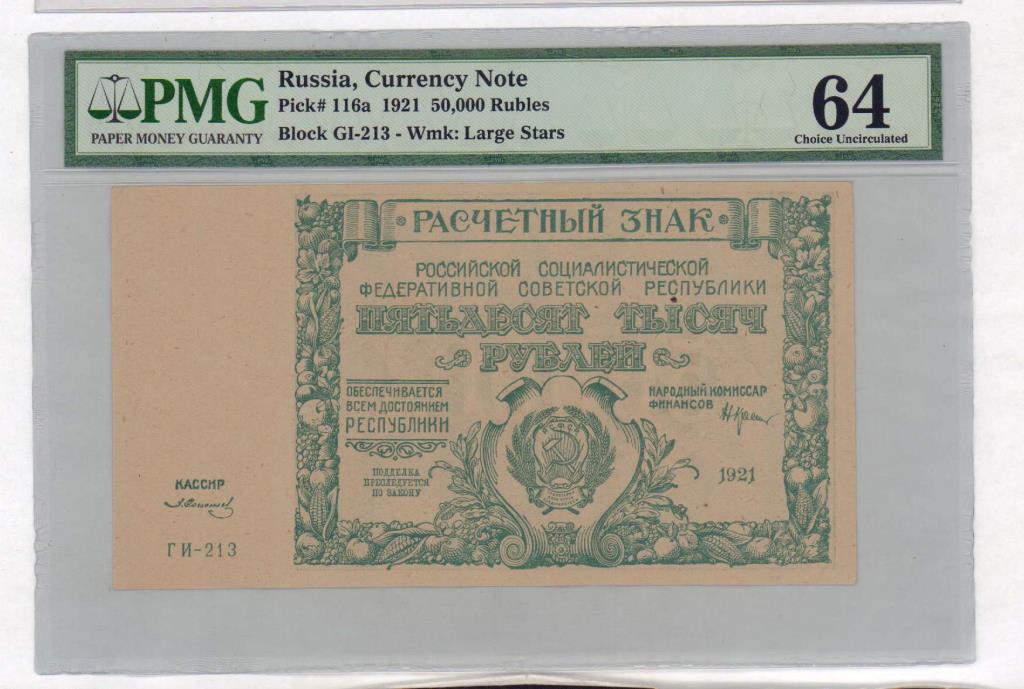 PMG
PAPER MONEY GUARANTY
Russia, Currency Note
Pick# 116a 1921 50,000 Rubles
Block GI-213 - Wmk: Large Stars
64
Choice Uncirculated
РАСЧЕТНЫЙ ЗНАК
РОССИЙСКОЙ СОЦИАЛИСТИЧЕСКОЙ
ФЕДЕРАТИВНОЙ СОВЕТСКОЙ РЕСПУБЛИКИ
ПЯТЬДЕСЯТ ТЫСЯЧ
РУБЛЕЙ
ОБЕСПЕЧИВАЕТСЯ
ВСЕМ ДОСТОЯНИЕМ
РЕСПУБЛИКИ
НАРОДНЫЙ КОМИССАР
ФИНАНСОВ
ПОДДЕЛКА
ПРЕСЛЕДУЕТСЯ
ПО ЗАКОНУ
1921
КАССИР
ГИ-213